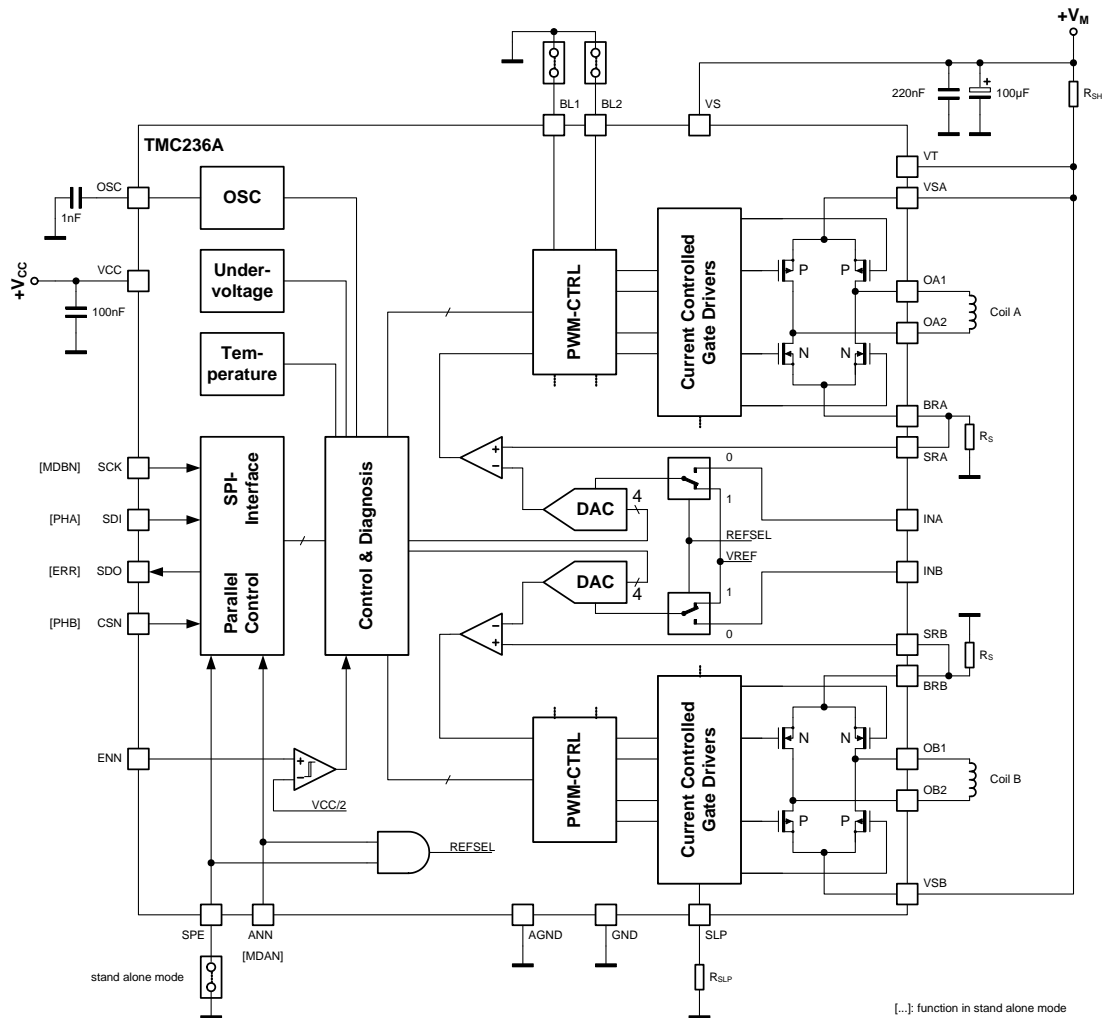 +VM
220nF
+
100µF
RSH
BL1
BL2
VS
TMC236A
VT
OSC
OSC
VSA
1nF
VCC
+VCC
Under-
voltage
100nF
PWM-CTRL
Current Controlled
Gate Drivers
P
P
OA1
Coil A
OA2
N
N
Tem-
perature
BRA
RS
SRA
[MDBN]
SCK
[PHA]
SDI
[ERR]
SDO
[PHB]
CSN
SPI-
Interface
Parallel
Control
Control & Diagnosis
+
−
0
1
4
DAC
INA
REFSEL
VREF
INB
DAC
4
1
0
−
+
SRB
RS
BRB
ENN
+
−
VCC/2
PWM-CTRL
Current Controlled
Gate Drivers
N
N
OB1
Coil B
OB2
P
P
REFSEL
VSB
SPE
ANN
[MDAN]
AGND
GND
SLP
stand alone mode
RSLP
[...]: function in stand alone mode